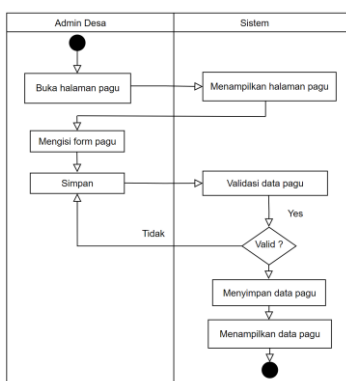 Admin Desa
Sistem
Buka halaman pagu
Menampilkan halaman pagu
Mengisi form pagu
Simpan
Validasi data pagu
Yes
Tidak
Valid ?
Menyimpan data pagu
Menampilkan data pagu